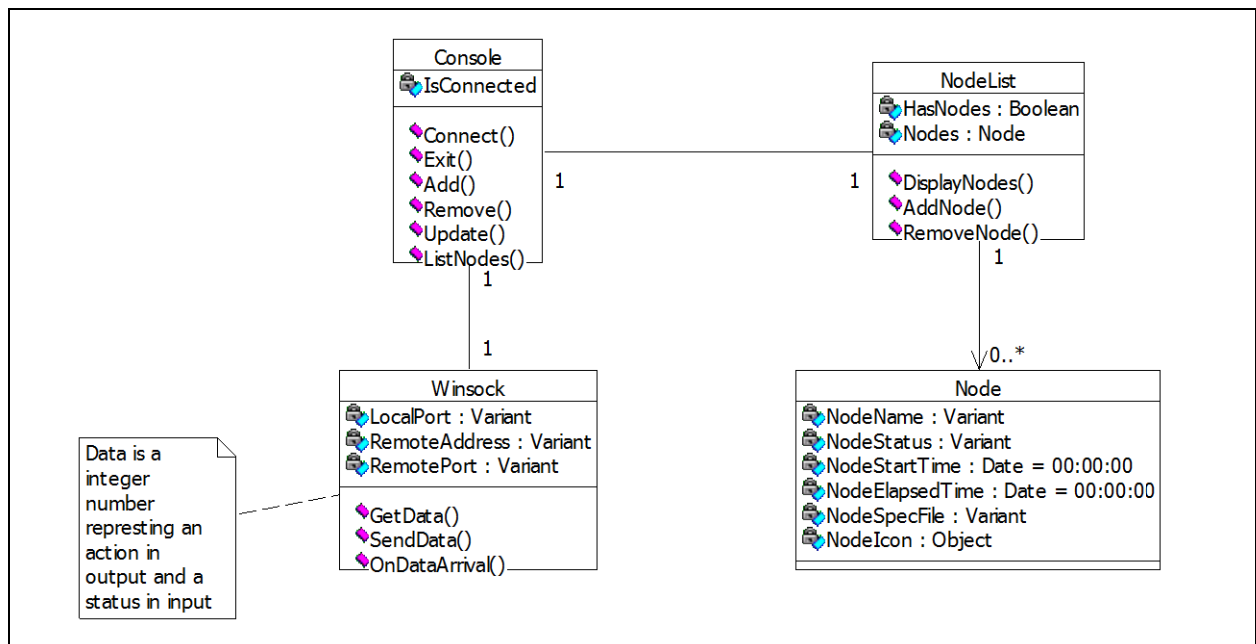 Console
IsConnected
Connect()
Exit()
Add()
Remove()
Update()
ListNodes()
1
1
NodeList
HasNodes : Boolean
Nodes : Node
DisplayNodes()
AddNode()
RemoveNode()
1
1
1
0..*
Winsock
LocalPort : Variant
RemoteAddress : Variant
RemotePort : Variant
GetData()
SendData()
OnDataArrival()
Node
NodeName : Variant
NodeStatus : Variant
NodeStartTime : Date = 00:00:00
NodeElapsedTime : Date = 00:00:00
NodeSpecFile : Variant
NodeIcon : Object
Data is a
integer
number
represting an
action in
output and a
status in input